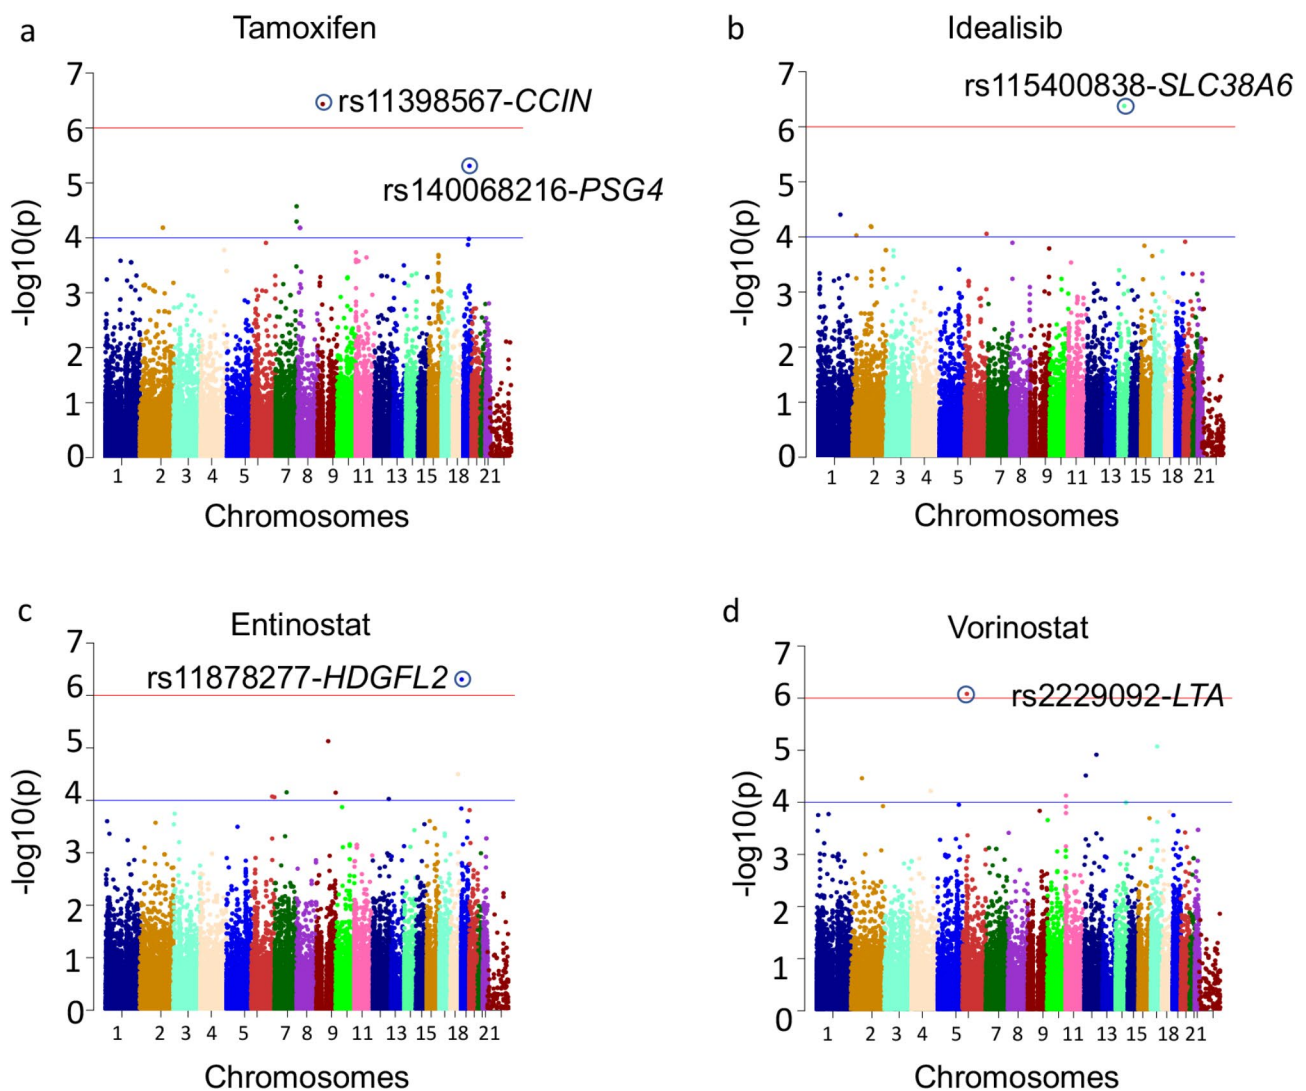 a
Tamoxifen
7
6
5
4
3
2
1
0
-log10(p)
rs11398567-CCIN
rs140068216-PSG4
1 2 3 4 5 7 8 9 11 13 15 18 21
Chromosomes
b
Idealisib
7
6
5
4
3
2
1
0
-log10(p)
rs115400838-SLC38A6
1 2 3 4 5 7 8 9 11 13 15 18 21
Chromosomes
c
Entinostat
7
6
5
4
3
2
1
0
-log10(p)
rs11878277-HDGFL2
1 2 3 4 5 7 8 9 11 13 15 18 21
Chromosomes
d
Vorinostat
7
6
5
4
3
2
1
0
-log10(p)
rs2229092-LTA
1 2 3 4 5 7 8 9 11 13 15 18 21
Chromosomes